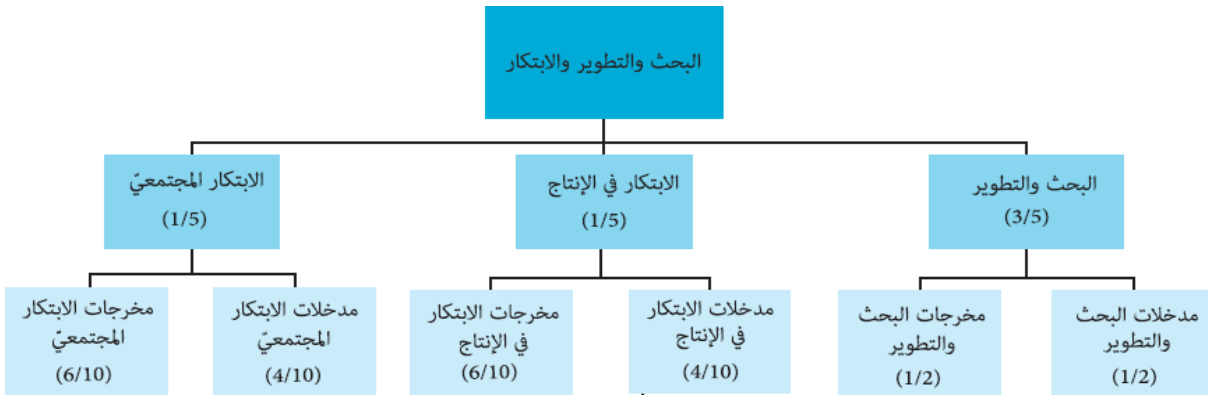 البحث والتطوير والابتكار
البحث والتطوير
(3/5)
الابتكار في الإنتاج
(1/5)
الابتكار المجتمعيّ
(1/5)
مدخلات البحث
والتطوير
(1/2)
مخرجات البحث
والتطوير
(1/2)
مدخلات الابتكار
في الإنتاج
(4/10)
مخرجات الابتكار
في الإنتاج
(6/10)
مدخلات الابتكار
المجتمعيّ
(4/10)
مخرجات الابتكار
المجتمعيّ
(6/10)